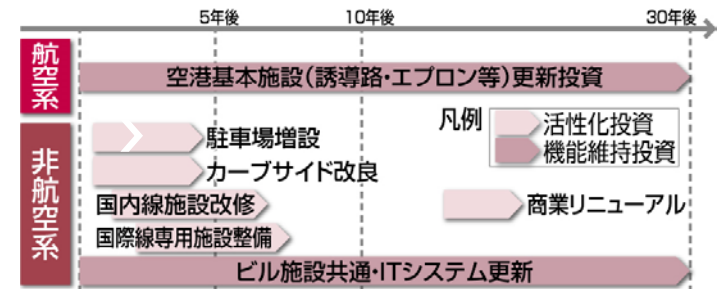 5年後
10年後
30年後
航空系
空港基本施設(誘導路・エプロン等)更新投資
非航空系
駐車場増設
カーブサイド改良
国内線施設改修
国際線専用施設整備
凡例
活性化投資
機能維持投資
商業リニューアル
ビル施設共通・ITシステム更新